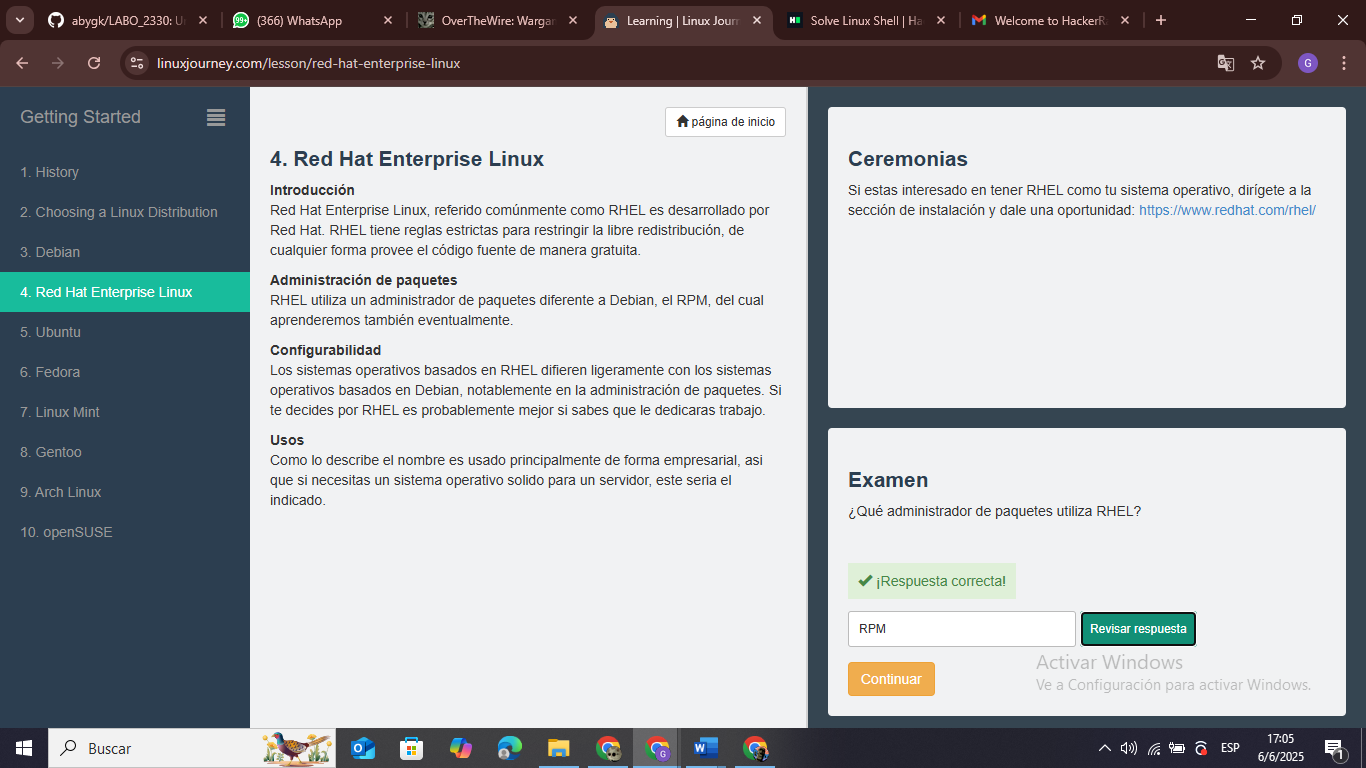 abygk/LABO_2330: U
99+
(366) WhatsApp
OverTheWire: Wargam
Learning | Linux Journ
Solve Linux Shell | Ha
Welcome to HackerRa
linuxjourney.com/lesson/red-hat-enterprise-linux
G
Getting Started
1. History
2. Choosing a Linux Distribution
3. Debian
4. Red Hat Enterprise Linux
5. Ubuntu
6. Fedora
7. Linux Mint
8. Gentoo
9. Arch Linux
10. openSUSE
página de inicio
4. Red Hat Enterprise Linux
Introducción
Red Hat Enterprise Linux, referido comúnmente como RHEL es desarrollado por
Red Hat. RHEL tiene reglas estrictas para restringir la libre redistribución, de
cualquier forma provee el código fuente de manera gratuita.
Administración de paquetes
RHEL utiliza un administrador de paquetes diferente a Debian, el RPM, del cual
aprenderemos también eventualmente.
Configurabilidad
Los sistemas operativos basados en RHEL difieren ligeramente con los sistemas
operativos basados en Debian, notablemente en la administración de paquetes. Si
te decides por RHEL es probablemente mejor si sabes que le dedicaras trabajo.
Usos
Como lo describe el nombre es usado principalmente de forma empresarial, asi
que si necesitas un sistema operativo solido para un servidor, este seria el
indicado.
Ceremonias
Si estas interesado en tener RHEL como tu sistema operativo, dirígete a la
sección de instalación y dale una oportunidad: https://www.redhat.com/rhel/
Examen
¿Qué administrador de paquetes utiliza RHEL?
¡Respuesta correcta!
RPM
Revisar respuesta
Continuar
Activar Windows
Ve a Configuración para activar Windows.
Buscar
ESP
17:05
6/6/2025
1